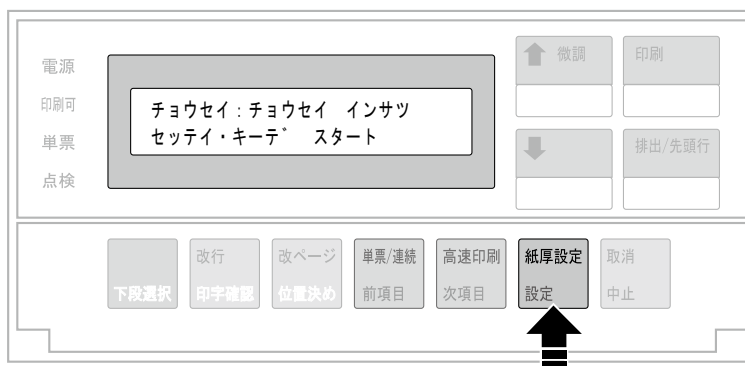 電源
印刷可
単票
点検
チョウセイ：チョウセイ　インサツ
セッテイ・キーデﾞ　スタート
微調
印刷
排出/先頭行
下段選択
改行
印字確認
改ページ
位置決め
単票/連続
前項目
高速印刷
次項目
紙厚設定
設定
取消
中止